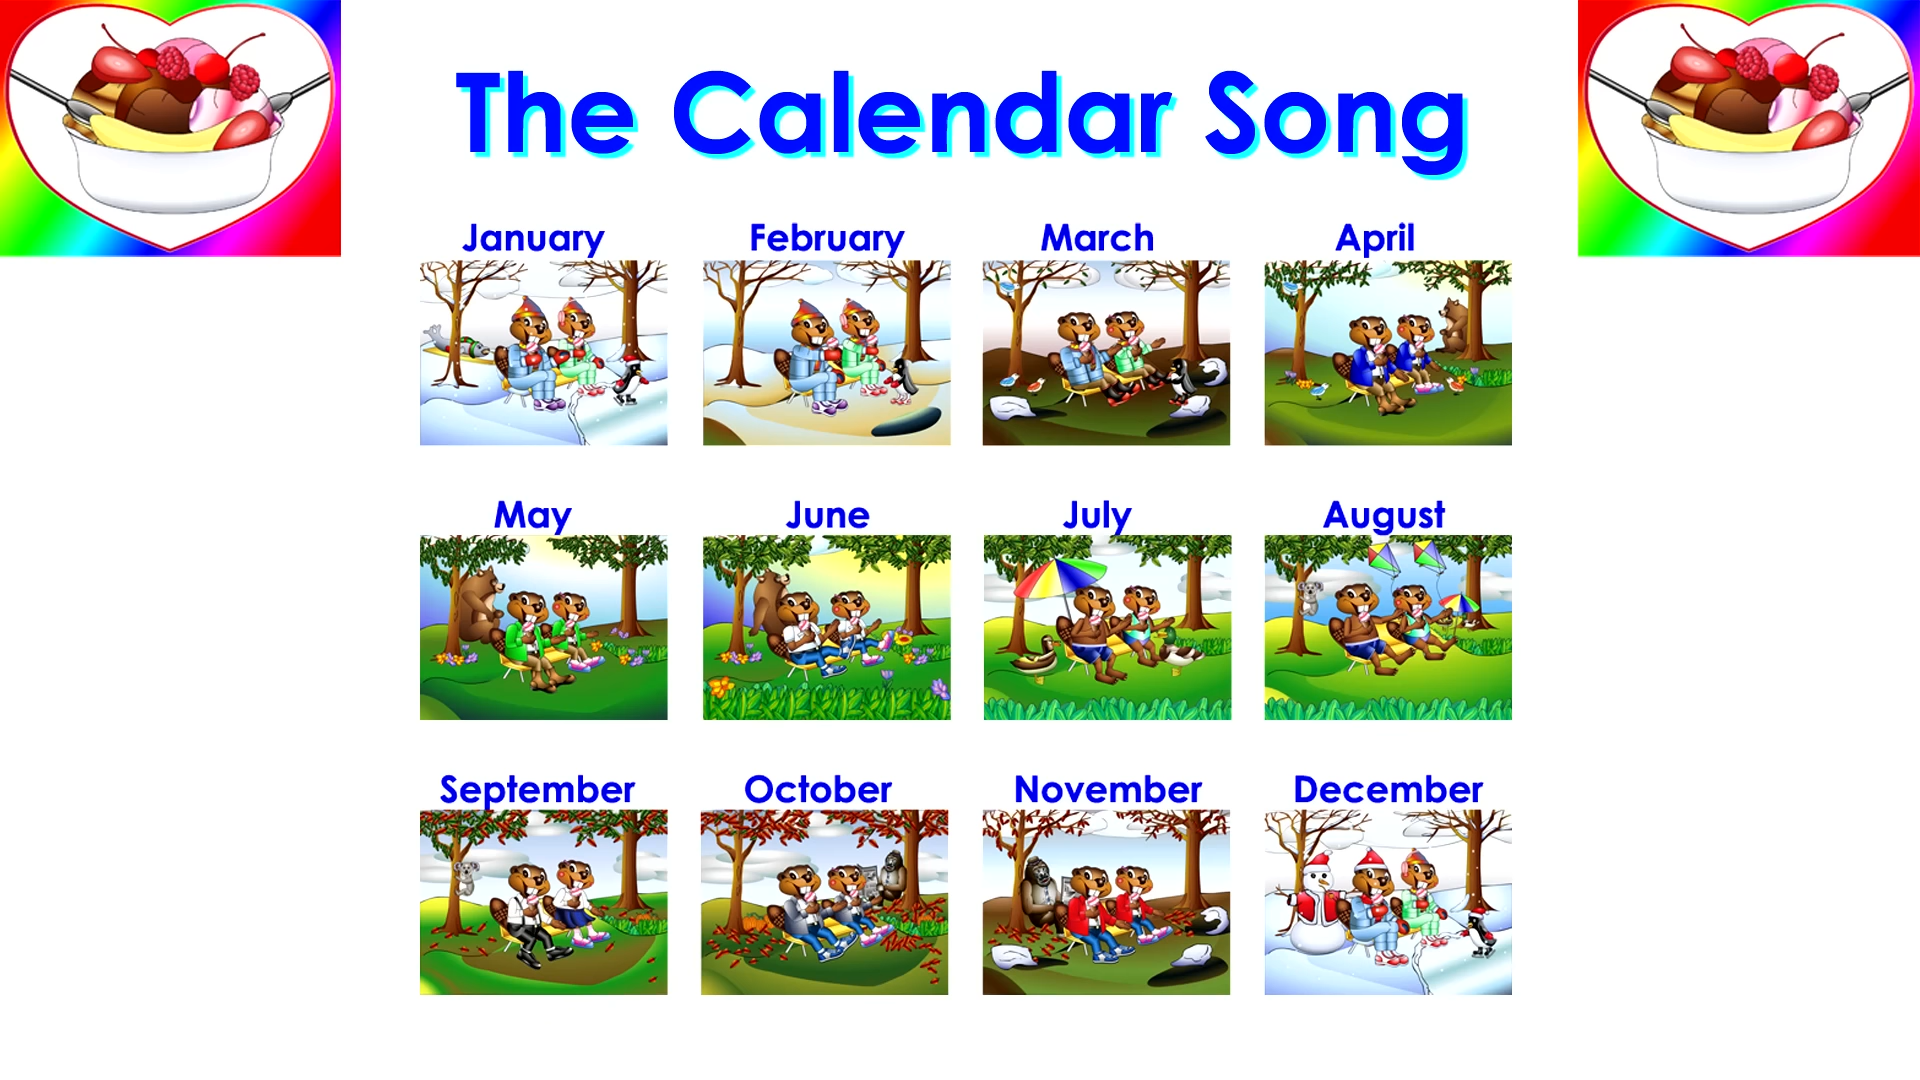 The Calendar Song
January February March April
May June July August
September October November December